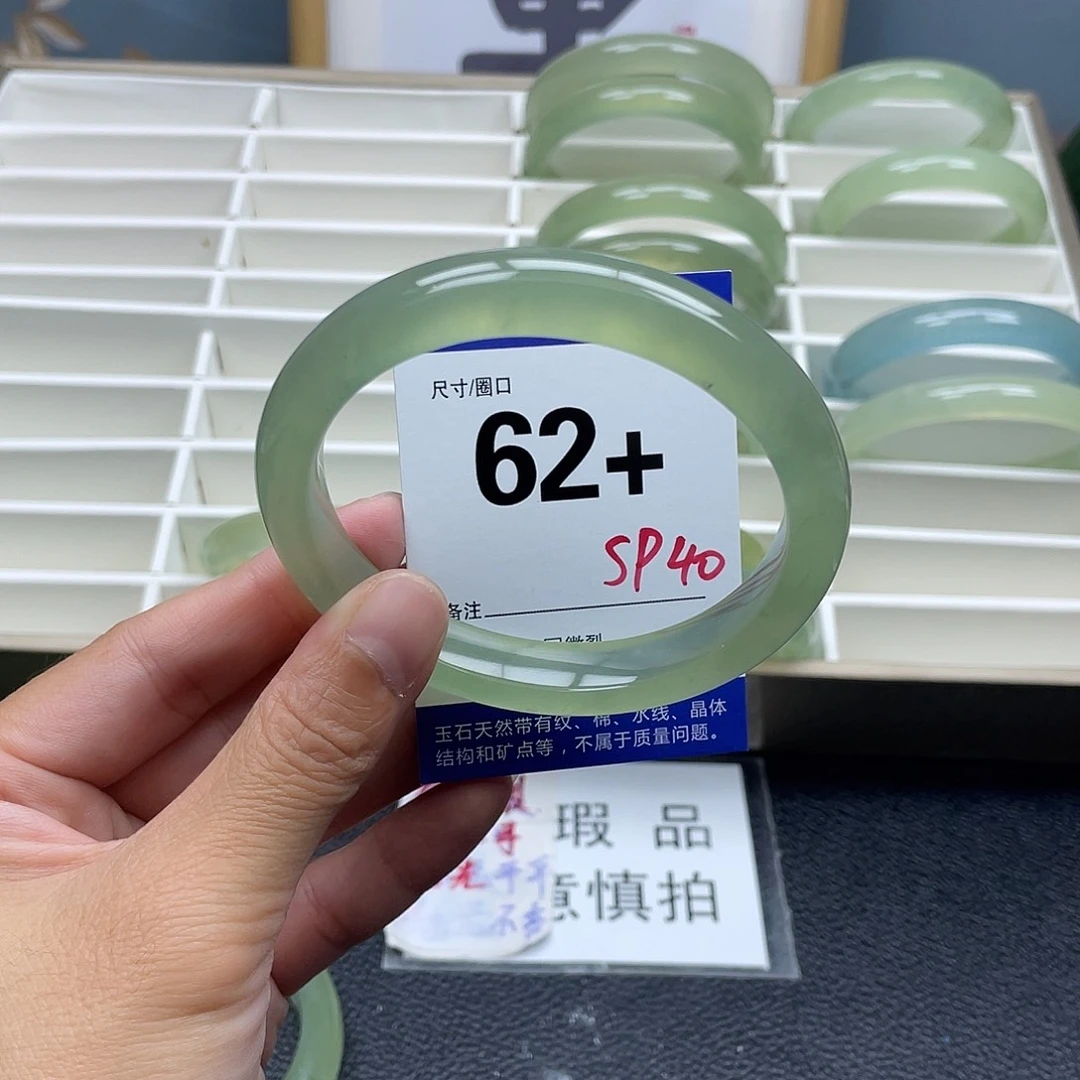 尺寸/圈口
62+
SP40
备注
玉石天然带有纹、棉、水线、晶体
结构和矿点等，不属于质量问题。
瑕 品
慎拍